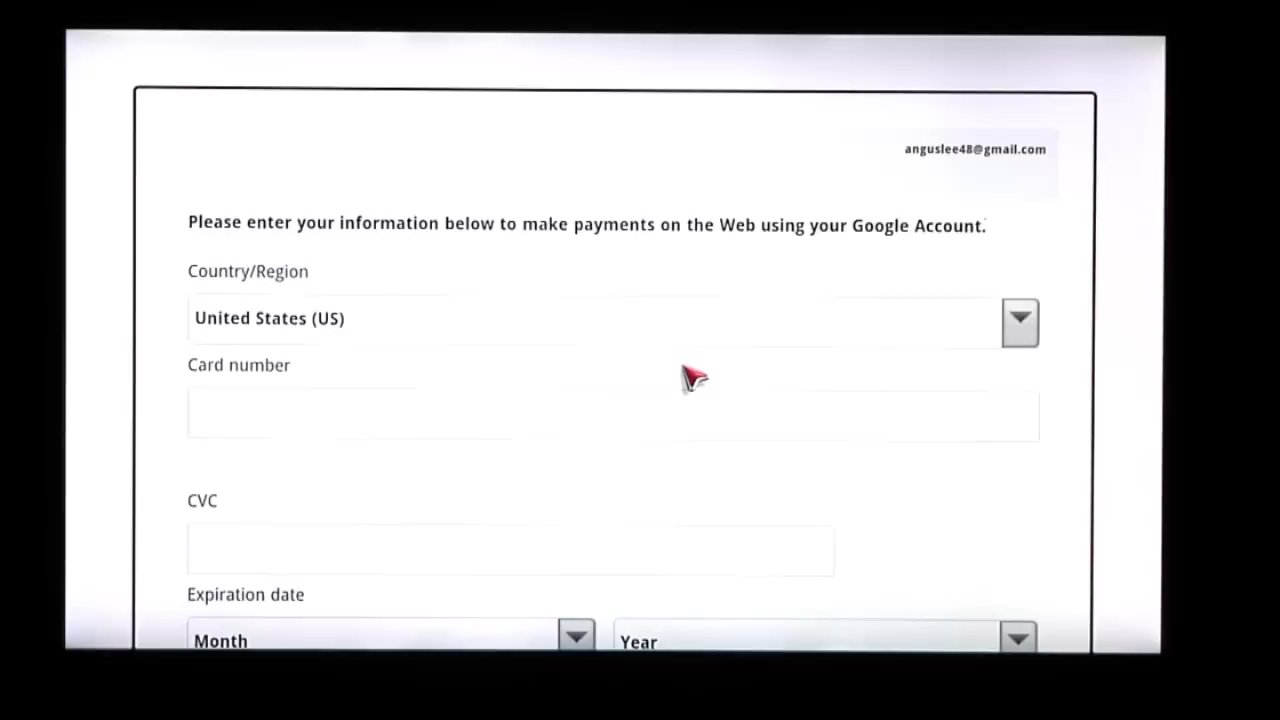 anguslee48@gmail.com
Please enter your information below to make payments on the Web using your Google Account.
Country/Region
United States (US)
Card number
CVC
Expiration date
Month
Year